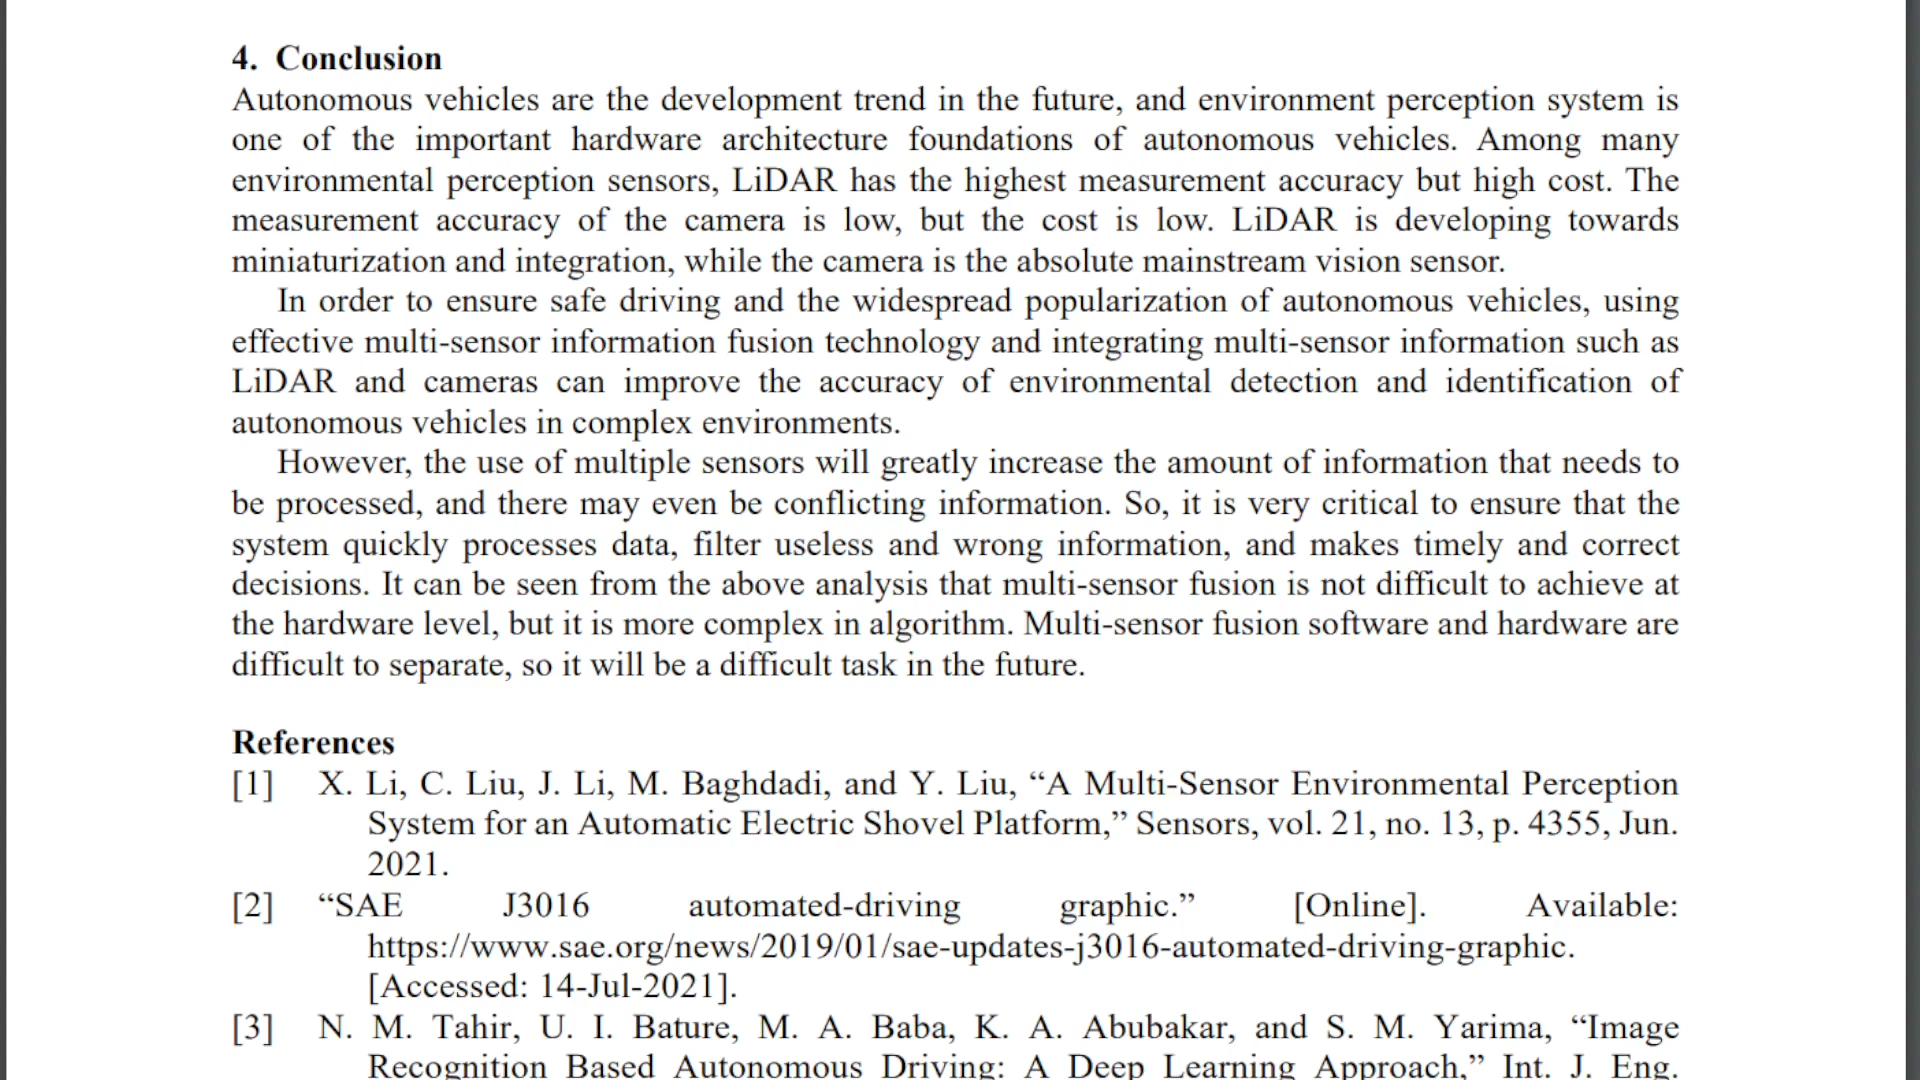 4. Conclusion
Autonomous vehicles are the development trend in the future, and environment perception system is
one of the important hardware architecture foundations of autonomous vehicles. Among many
environmental perception sensors, LiDAR has the highest measurement accuracy but high cost. The
measurement accuracy of the camera is low, but the cost is low. LiDAR is developing towards
miniaturization and integration, while the camera is the absolute mainstream vision sensor.
In order to ensure safe driving and the widespread popularization of autonomous vehicles, using
effective multi-sensor information fusion technology and integrating multi-sensor information such as
LiDAR and cameras can improve the accuracy of environmental detection and identification of
autonomous vehicles in complex environments.
However, the use of multiple sensors will greatly increase the amount of information that needs to
be processed, and there may even be conflicting information. So, it is very critical to ensure that the
system quickly processes data, filter useless and wrong information, and makes timely and correct
decisions. It can be seen from the above analysis that multi-sensor fusion is not difficult to achieve at
the hardware level, but it is more complex in algorithm. Multi-sensor fusion software and hardware are
difficult to separate, so it will be a difficult task in the future.
References
[1] X. Li, C. Liu, J. Li, M. Baghdadi, and Y. Liu, “A Multi-Sensor Environmental Perception
System for an Automatic Electric Shovel Platform,” Sensors, vol. 21, no. 13, p. 4355, Jun.
2021.
[2] “SAE J3016 automated-driving graphic.” [Online]. Available:
https://www.sae.org/news/2019/01/sae-updates-j3016-automated-driving-graphic.
[Accessed: 14-Jul-2021].
[3] N. M. Tahir, U. I. Bature, M. A. Baba, K. A. Abubakar, and S. M. Yarima, “Image
Recognition Based Autonomous Driving: A Deep Learning Approach,” Int. J. Eng.